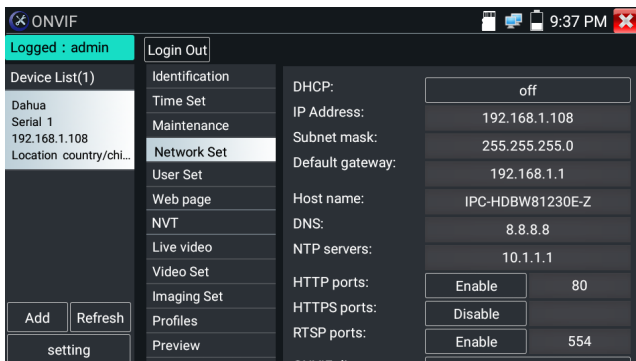 ONVIF
9:37 PM
Logged : admin
Login Out
Device List(1)
Dahua
Serial 1
192.168.1.108
Location country/chi...
Add
Refresh
setting
Identification
Time Set
Maintenance
Network Set
User Set
Web page
NVT
Live video
Video Set
Imaging Set
Profiles
Preview
DHCP: off
IP Address: 192.168.1.108
Subnet mask: 255.255.255.0
Default gateway: 192.168.1.1
Host name: IPC-HDBW81230E-Z
DNS: 8.8.8.8
NTP servers: 10.1.1.1
HTTP ports: Enable 80
HTTPS ports: Disable
RTSP ports: Enable 554